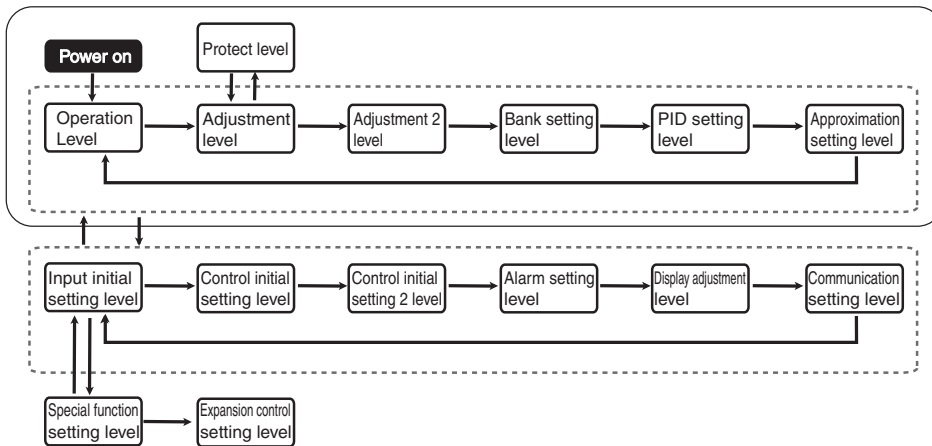 Power on
Protect level
Operation
Level
Adjustment
level
Adjustment 2
level
Bank setting
level
PID setting
level
Approximation
setting level
Input initial
setting level
Control initial
setting level
Control initial
setting 2 level
Alarm setting
level
Display adjustment
level
Communication
setting level
Special function
setting level
Expansion control
setting level